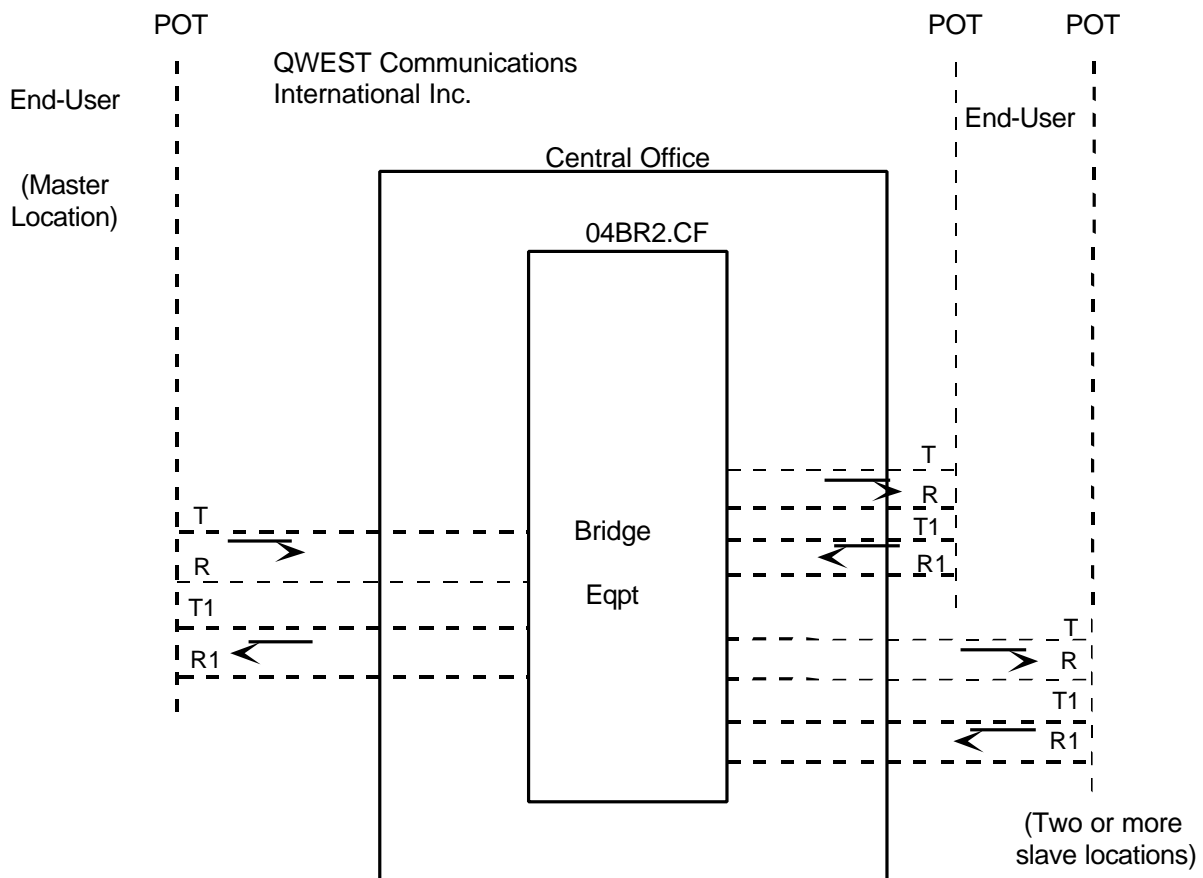 POT
POT
POT
QWEST Communications
International Inc.
End-User
End-User
(Master
Location)
Central Office
04BR2.CF
T
R
T1
R1
Bridge
Eqpt
T
R
T1
R1
T
R
T1
R1
(Two or more
slave locations)